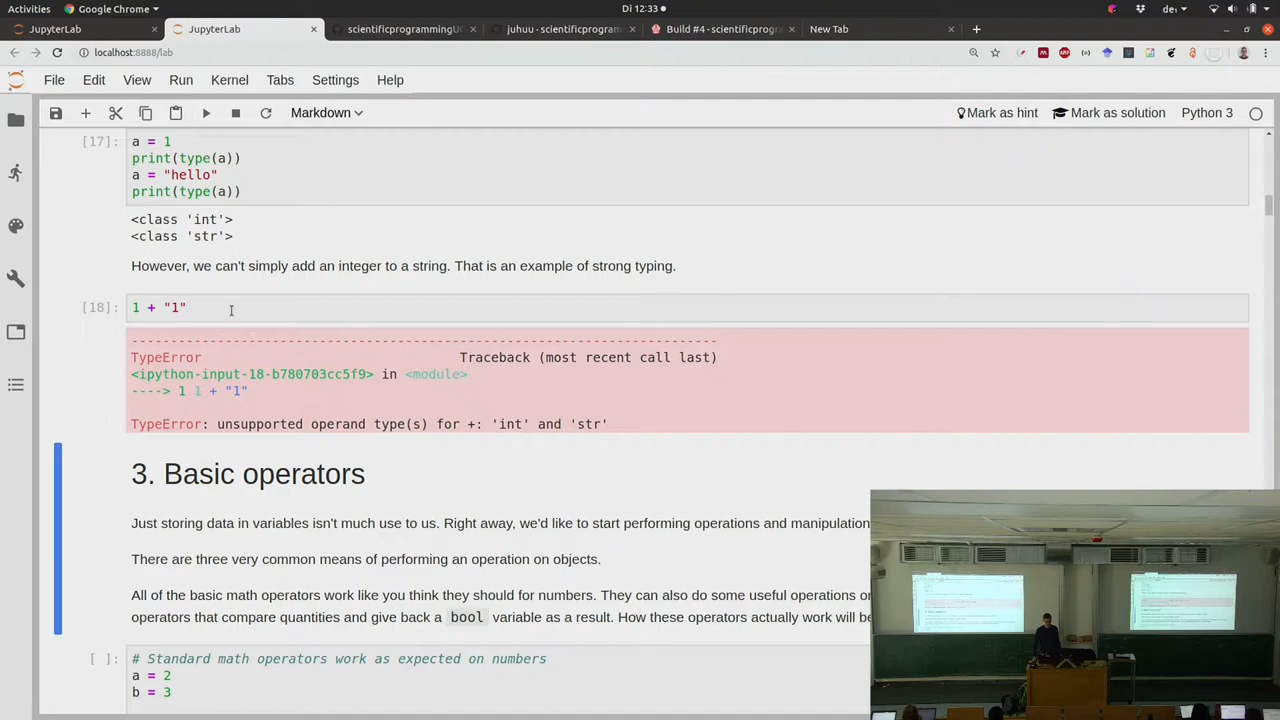 Activities
Google Chrome
DI 12:33
de₁
JupyterLab
JupyterLab
scientificprogrammingU
juhuu · scientificprogram
Build #4 - scientificprogra
New Tab
localhost:8888/lab
File Edit View Run Kernel Tabs Settings Help
Markdown
Mark as hint
Mark as solution
Python 3
[17]:
a = 1
print(type(a))
a = "hello"
print(type(a))
<class 'int'>
<class 'str'>
However, we can't simply add an integer to a string. That is an example of strong typing.
[18]: 1 + "1"
---------------------------------------------------------------------------
TypeError Traceback (most recent call last)
<ipython-input-18-b780703cc5f9> in <module>
----> 1 1 + "1"
TypeError: unsupported operand type(s) for +: 'int' and 'str'
3. Basic operators
Just storing data in variables isn't much use to us. Right away, we'd like to start performing operations and manipulation
There are three very common means of performing an operation on objects.
All of the basic math operators work like you think they should for numbers. They can also do some useful operations or
operators that compare quantities and give back a bool variable as a result. How these operators actually work will be
[ ]: # Standard math operators work as expected on numbers
a = 2
b = 3